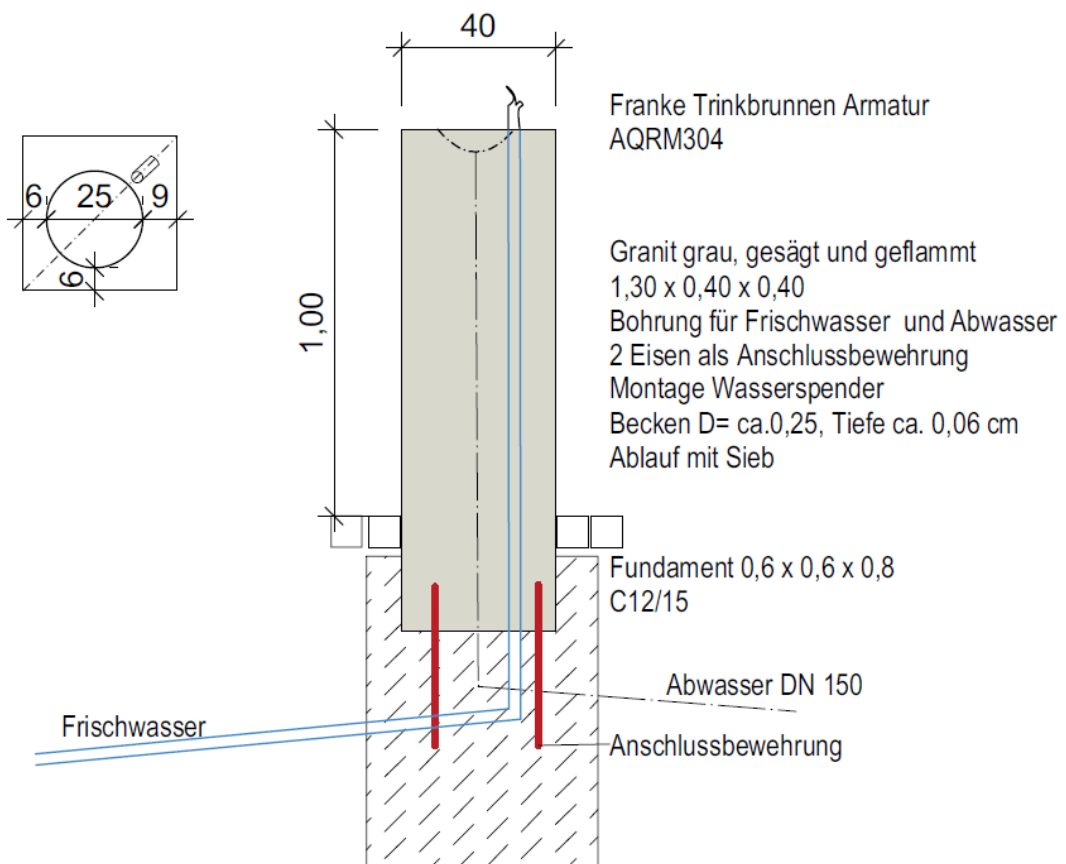 40
Franke Trinkbrunnen Armatur
AQRM304
6 25 9
6
1,00
Granit grau, gesägt und geflammt
1,30 x 0,40 x 0,40
Bohrung für Frischwasser und Abwasser
2 Eisen als Anschlussbewehrung
Montage Wasserspender
Becken D= ca.0,25, Tiefe ca. 0,06 cm
Ablauf mit Sieb
Fundament 0,6 x 0,6 x 0,8
C12/15
Abwasser DN 150
Frischwasser
Anschlussbewehrung